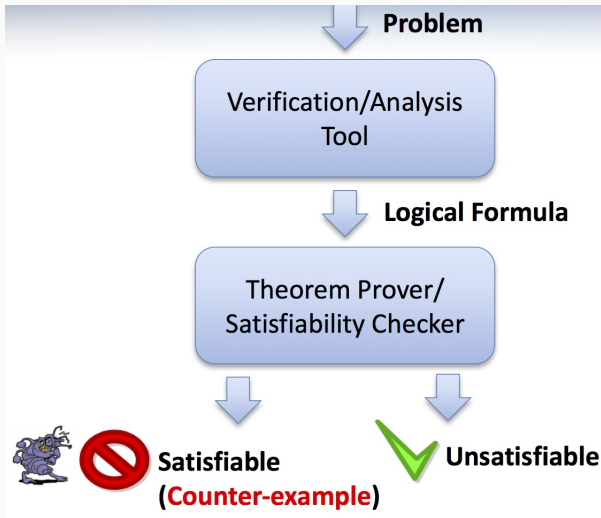 Problem
Verification/Analysis
Tool
Logical Formula
Theorem Prover/
Satisfiability Checker
Satisfiable
(Counter-example)
Unsatisfiable